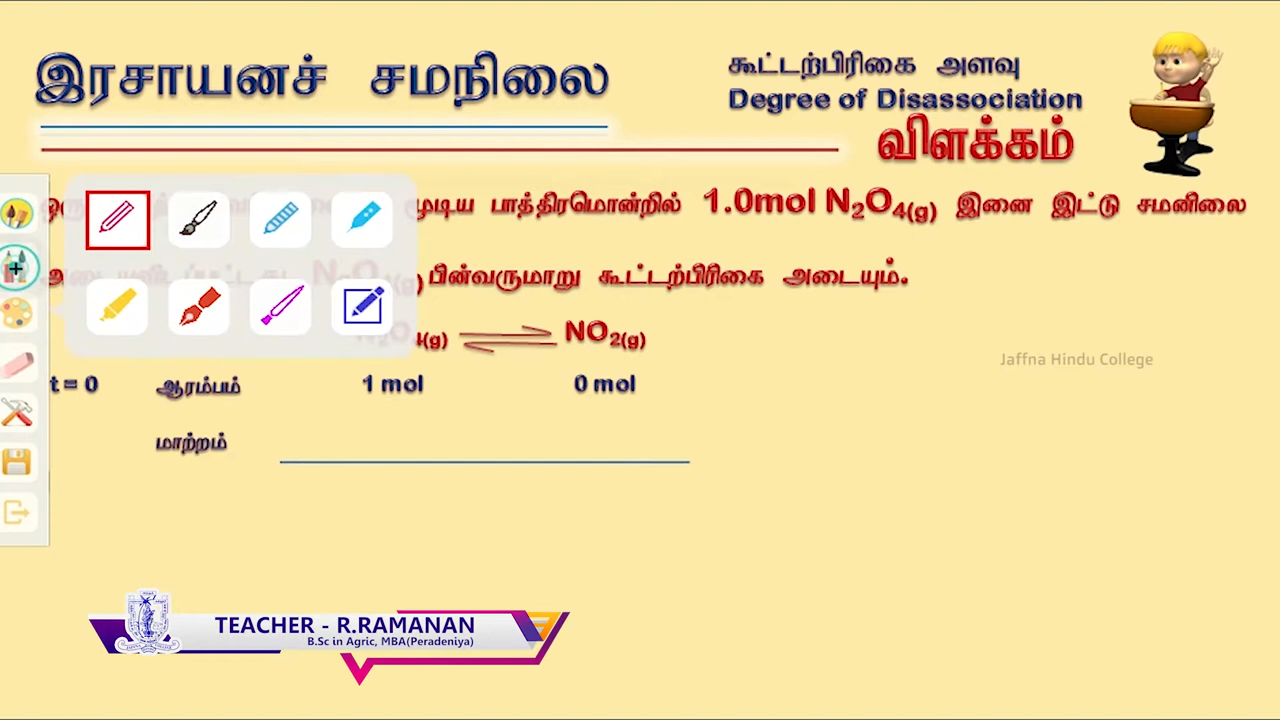 இரசாயனச் சமநிலை
கூட்டற்பிரிகை அளவு
Degree of Disassociation
விளக்கம்
மூடிய பாத்திரமொன்றில் 1.0mol N₂O₄(g) இனை இட்டு சமனிலை
N₂O₄(g) பின்வருமாறு கூட்டற்பிரிகை அடையும்.
N₂O₄(g) ⇌ NO₂(g)
Jaffna Hindu College
t = 0 ஆரம்பம் 1 mol 0 mol
மாற்றம்
TEACHER - R.RAMANAN
B.Sc in Agric, MBA(Peradeniya)